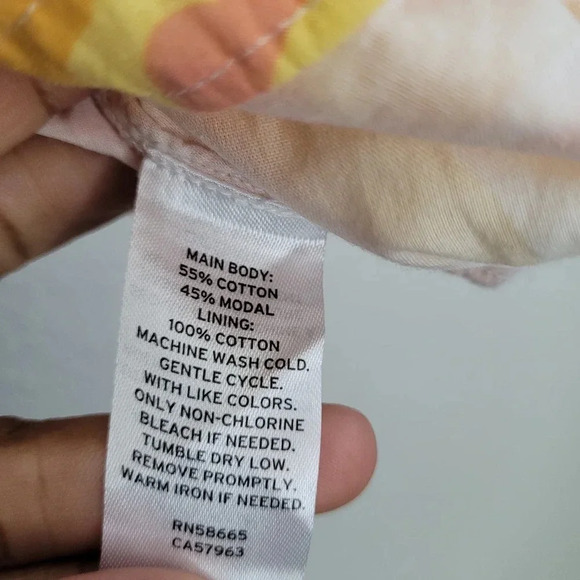 MAIN BODY:
55% COTTON
45% MODAL
LINING:
100% COTTON
MACHINE WASH COLD.
GENTLE CYCLE.
WITH LIKE COLORS.
ONLY NON-CHLORINE
BLEACH IF NEEDED.
TUMBLE DRY LOW.
REMOVE PROMPTLY.
WARM IRON IF NEEDED.
RN58665
CA57963